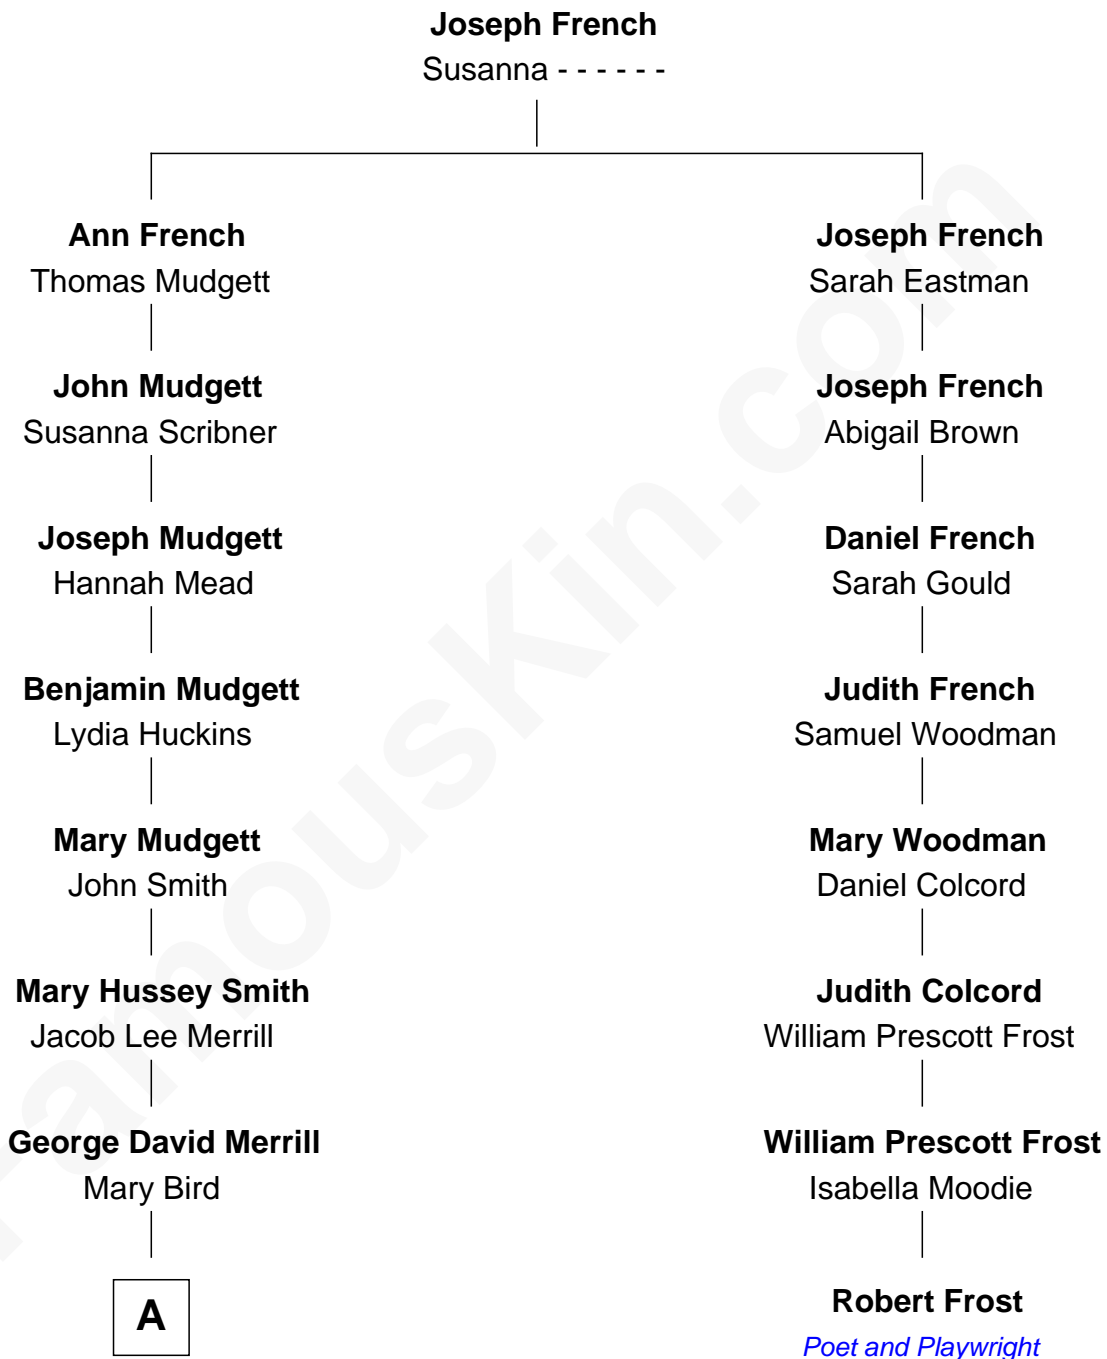 Joseph French
Susanna - - - - - -
Ann French
Thomas Mudgett
Joseph French
Sarah Eastman
John Mudgett
Susanna Scribner
Joseph French
Abigail Brown
Joseph Mudgett
Hannah Mead
Daniel French
Sarah Gould
Benjamin Mudgett
Lydia Huckins
Judith French
Samuel Woodman
Mary Mudgett
John Smith
Mary Woodman
Daniel Colcord
Mary Hussey Smith
Jacob Lee Merrill
Judith Colcord
William Prescott Frost
George David Merrill
Mary Bird
William Prescott Frost
Isabella Moodie
A
Robert Frost
Poet and Playwright
FamousKin.com